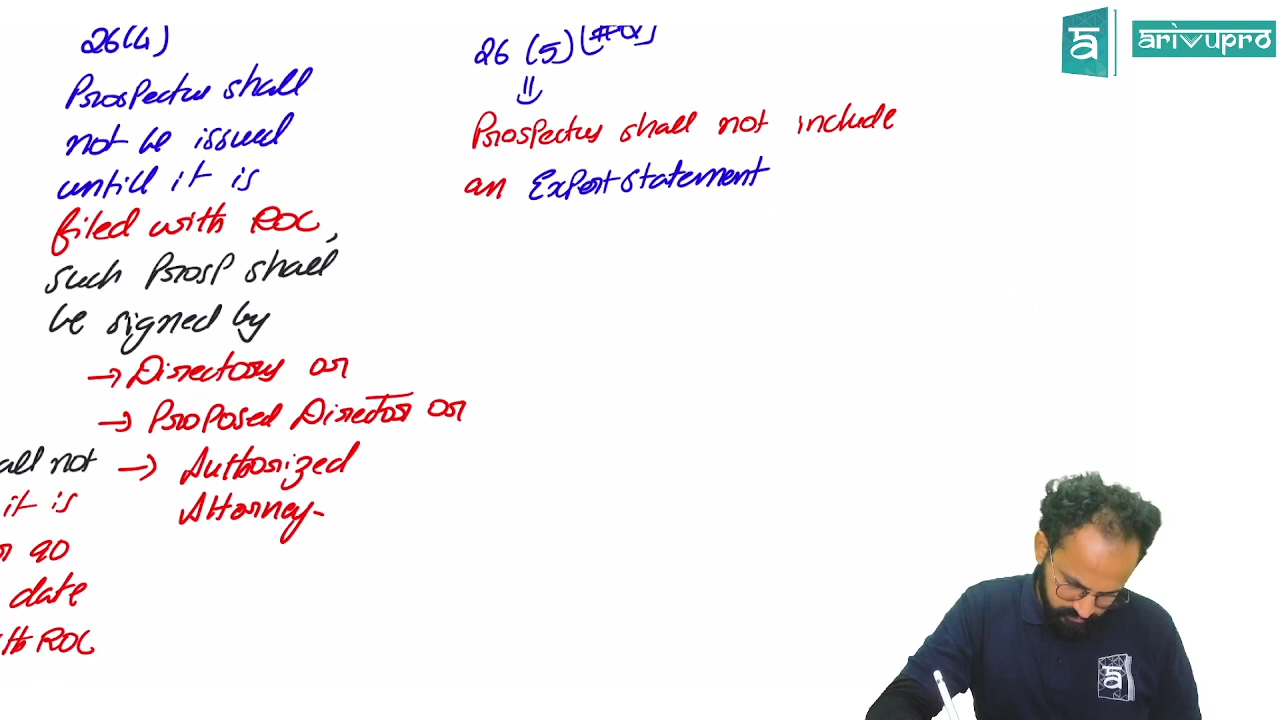 26(4)
Prospectus shall
not be issued
untill it is
filed with ROC,
such Prosp shall
be signed by
→ Directors or
→ Proposed Director or
→ Authorized
Attorney-
all not
it is
90
date
ROC
26 (5)
Prospectus shall not include
an Expert statement
ā arivupro
ā